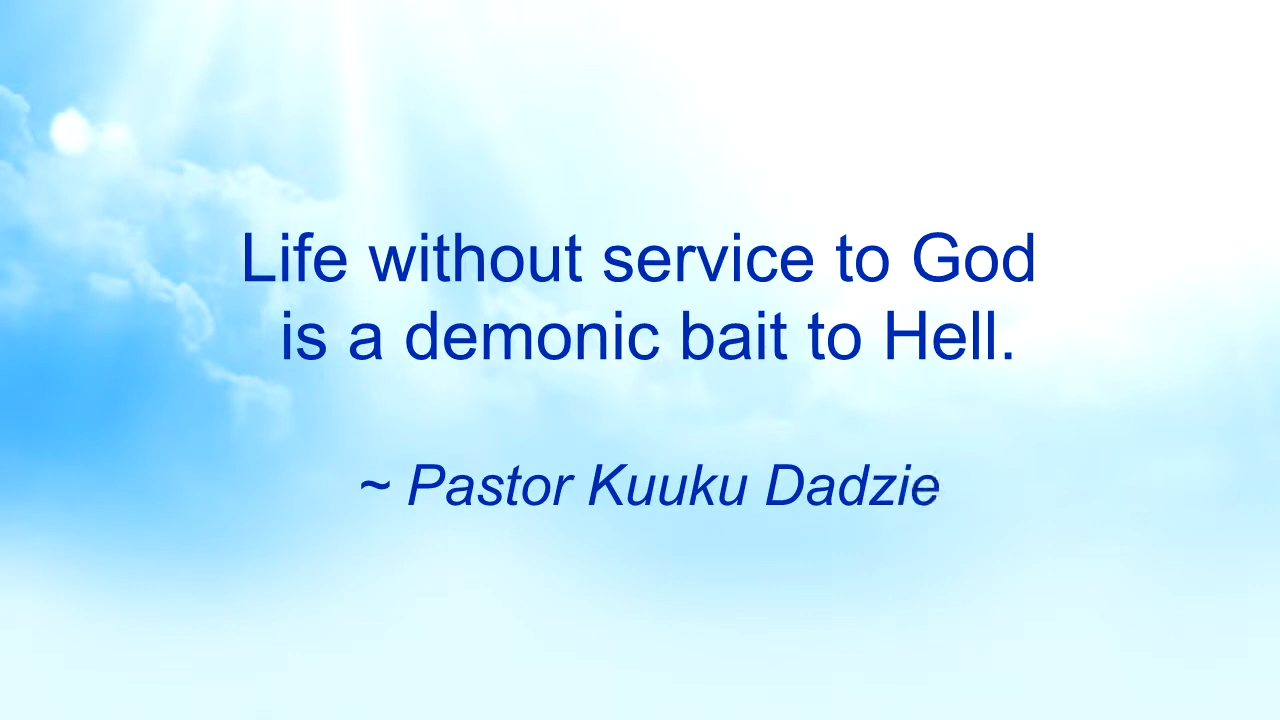 Life without service to God
is a demonic bait to Hell.
~ Pastor Kuuku Dadzie